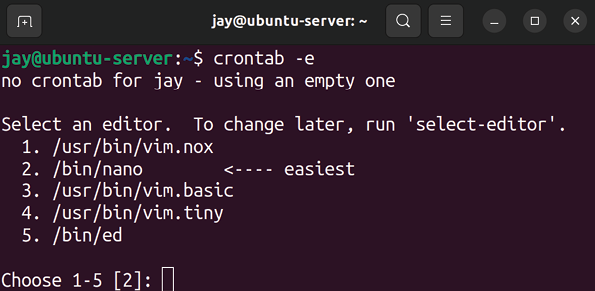 jay@ubuntu-server: ~
jay@ubuntu-server:~$ crontab -e
no crontab for jay - using an empty one

Select an editor.  To change later, run 'select-editor'.
  1. /usr/bin/vim.nox
  2. /bin/nano        <---- easiest
  3. /usr/bin/vim.basic
  4. /usr/bin/vim.tiny
  5. /bin/ed

Choose 1-5 [2]: